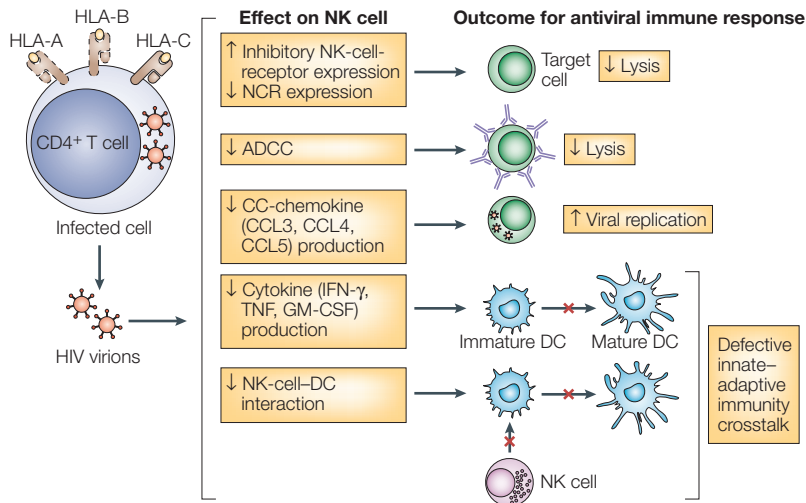 HLA-A
HLA-B
HLA-C
CD4+ T cell
Infected cell
HIV virions
Effect on NK cell
Outcome for antiviral immune response
↑ Inhibitory NK-cell-
receptor expression
↓ NCR expression
Target
cell
↓ Lysis
↓ ADCC
↓ Lysis
↓ CC-chemokine
(CCL3, CCL4,
CCL5) production
↑ Viral replication
↓ Cytokine (IFN-γ,
TNF, GM-CSF)
production
Immature DC
Mature DC
↓ NK-cell–DC
interaction
NK cell
Defective
innate–
adaptive
immunity
crosstalk